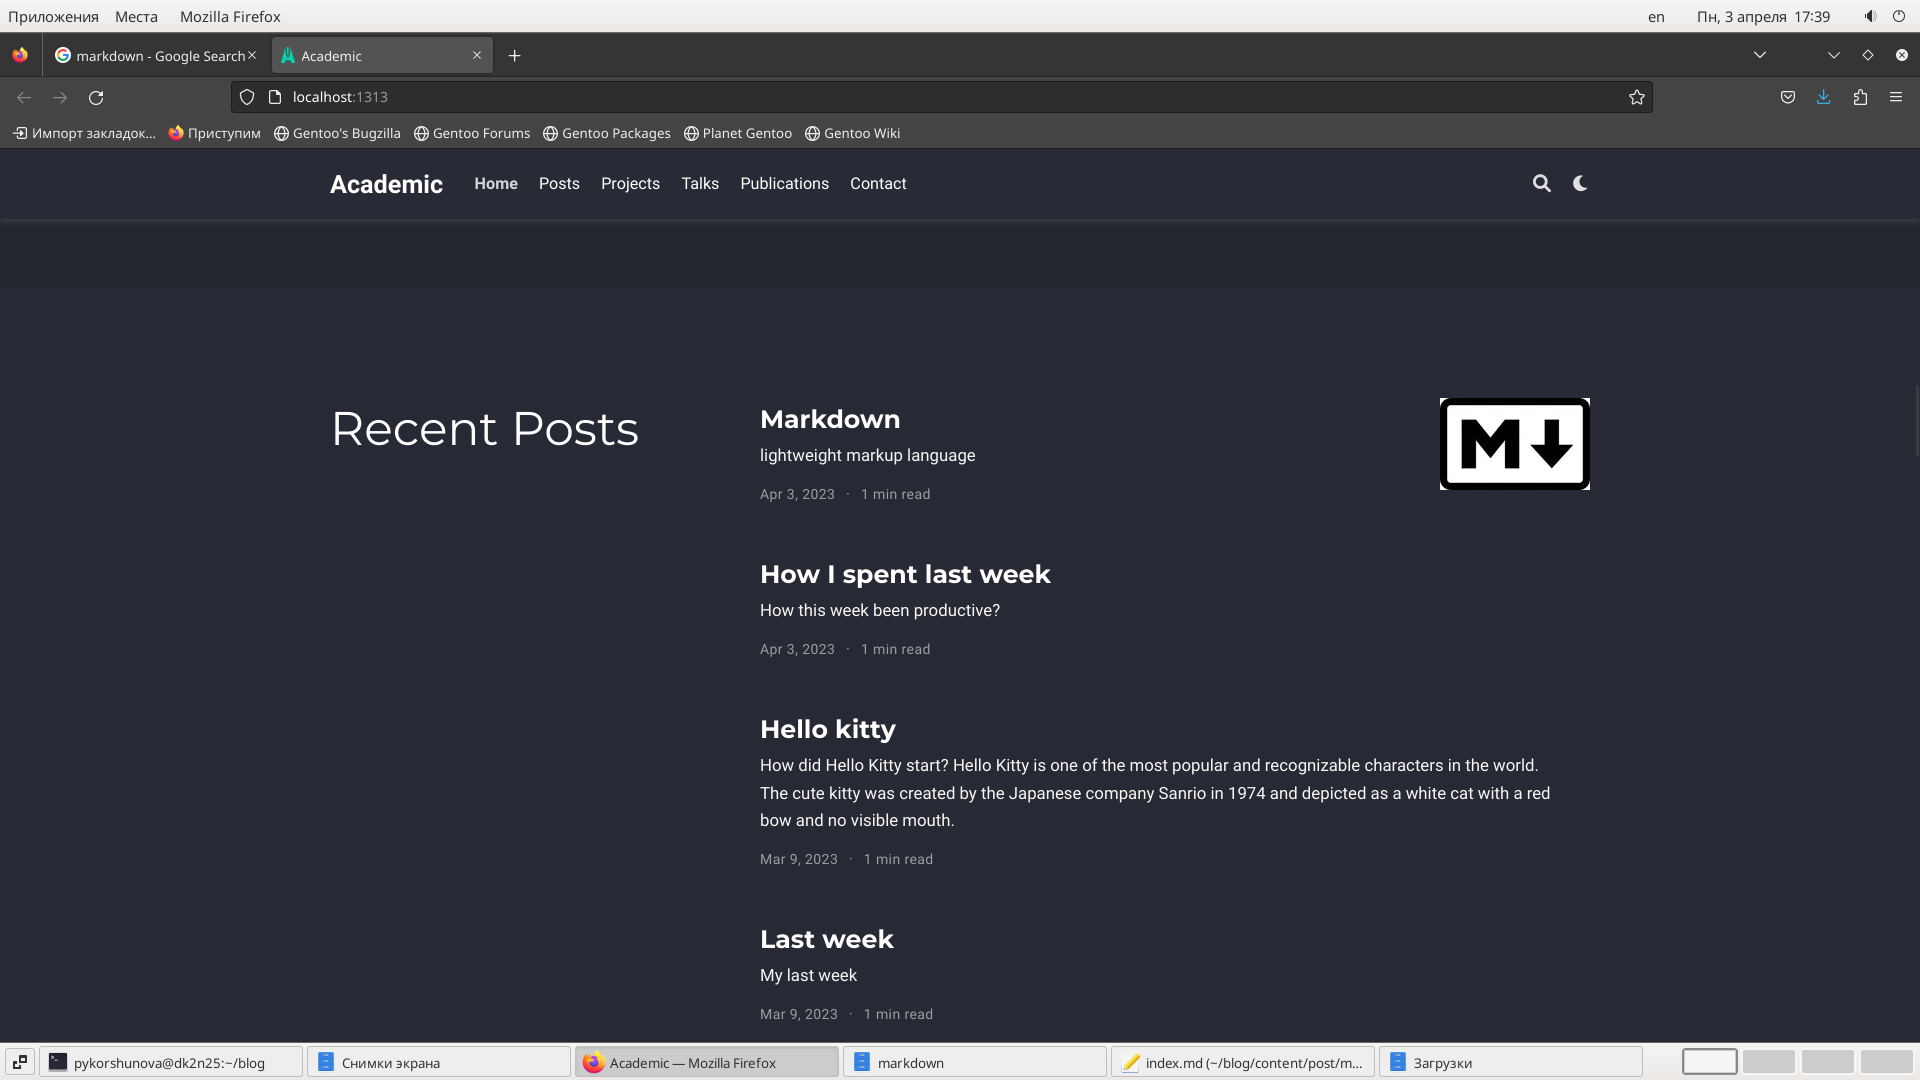 Приложения Места Mozilla Firefox en Пн, 3 апреля 17:39
markdown - Google Search Academic
localhost:1313
Импорт закладок... Приступим Gentoo's Bugzilla Gentoo Forums Gentoo Packages Planet Gentoo Gentoo Wiki
Academic Home Posts Projects Talks Publications Contact
Recent Posts
Markdown
lightweight markup language
Apr 3, 2023 · 1 min read
M
How I spent last week
How this week been productive?
Apr 3, 2023 · 1 min read
Hello kitty
How did Hello Kitty start? Hello Kitty is one of the most popular and recognizable characters in the world.
The cute kitty was created by the Japanese company Sanrio in 1974 and depicted as a white cat with a red
bow and no visible mouth.
Mar 9, 2023 · 1 min read
Last week
My last week
Mar 9, 2023 · 1 min read
pykorshunova@dk2n25:~/blog Снимки экрана Academic — Mozilla Firefox markdown index.md (~/blog/content/post/m... Загрузки